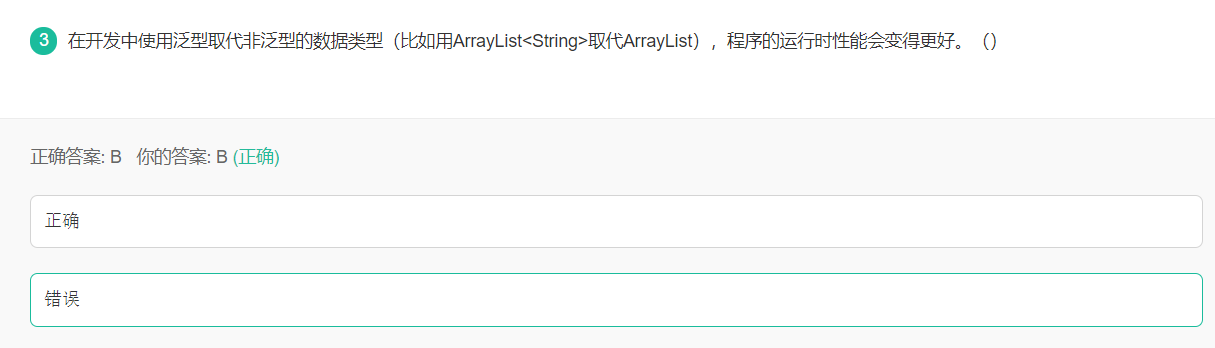 3 在开发中使用泛型取代非泛型的数据类型（比如用ArrayList<String>取代ArrayList），程序的运行时性能会变得更好。（）
正确答案: B 你的答案: B (正确)
正确
错误